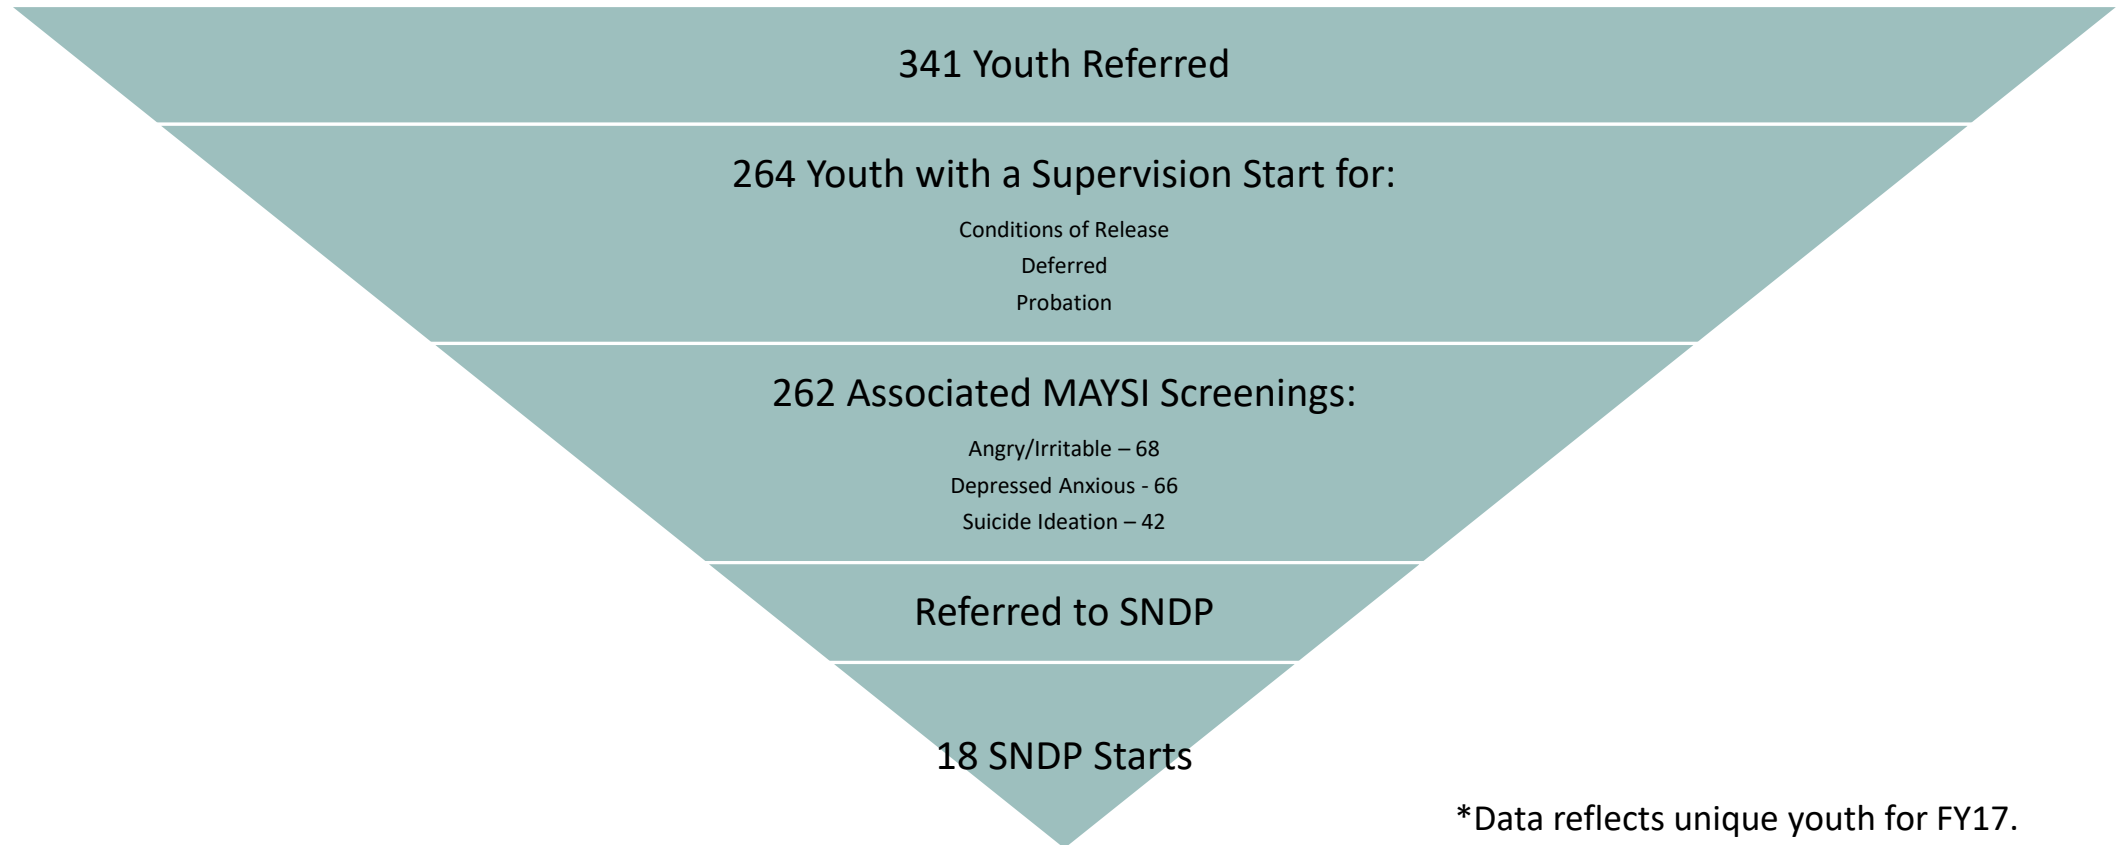 341 Youth Referred
264 Youth with a Supervision Start for:
Conditions of Release
Deferred
Probation
262 Associated MAYSI Screenings:
Angry/Irritable – 68
Depressed Anxious - 66
Suicide Ideation – 42
Referred to SNDP
18 SNDP Starts
*Data reflects unique youth for FY17.